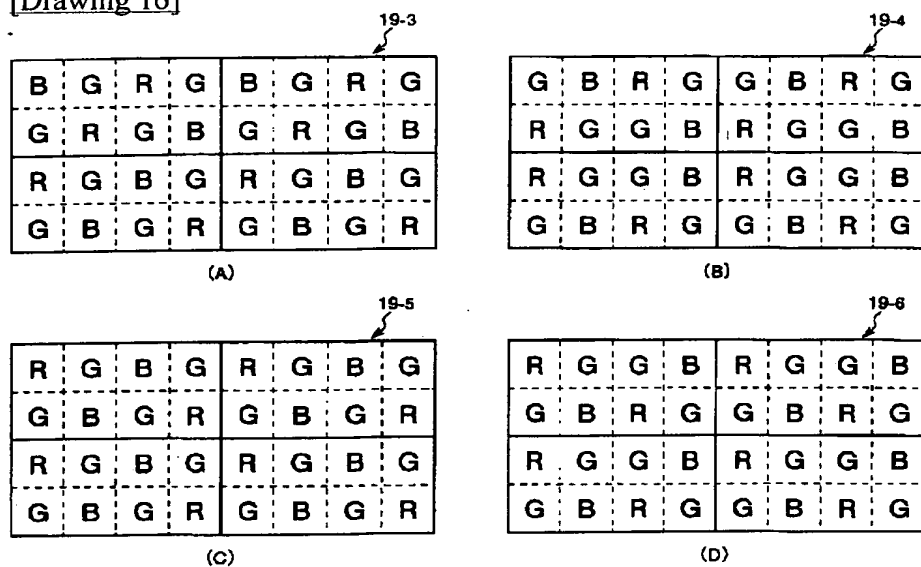 [Drawing 16]
19-3
B G R G B G R G
G R G B G R G B
R G B G R G B G
G B G R G B G R
(A)
19-4
G B R G G B R G
R G G B R G G B
R G G B R G G B
G B R G G B R G
(B)
19-5
R G B G R G B G
G B G R G B G R
R G B G R G B G
G B G R G B G R
(C)
19-6
R G G B R G G B
G B R G G B R G
R G G B R G G B
G B R G G B R G
(D)